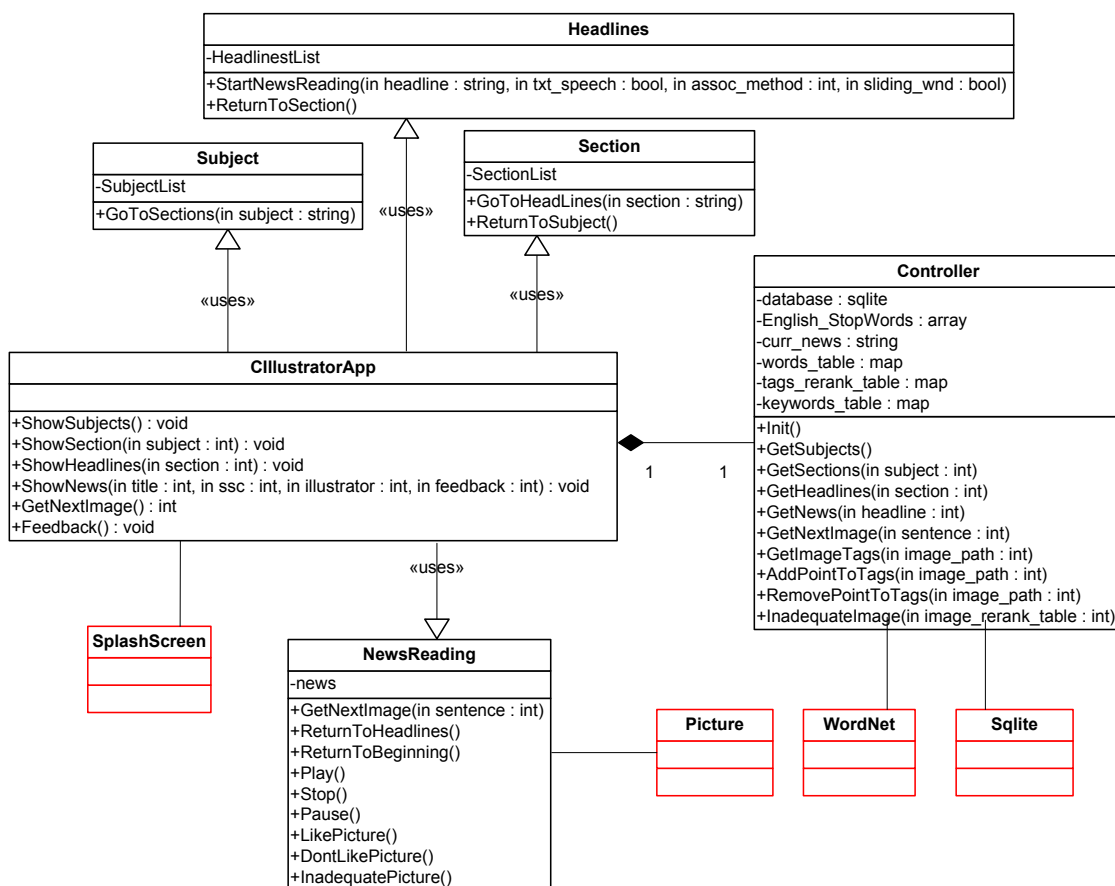 Headlines
-HeadlinestList
+StartNewsReading(in headline : string, in txt_speech : bool, in assoc_method : int, in sliding_wnd : bool)
+ReturnToSection()
Subject
-SubjectList
+GoToSections(in subject : string)
Section
-SectionList
+GoToHeadLines(in section : string)
+ReturnToSubject()
«uses»
«uses»
«uses»
Controller
-database : sqlite
-English_StopWords : array
-curr_news : string
-words_table : map
-tags_rerank_table : map
-keywords_table : map
+Init()
+GetSubjects()
+GetSections(in subject : int)
+GetHeadlines(in section : int)
+GetNews(in headline : int)
+GetNextImage(in sentence : int)
+GetImageTags(in image_path : int)
+AddPointToTags(in image_path : int)
+RemovePointToTags(in image_path : int)
+InadequateImage(in image_rerank_table : int)
CIllustratorApp
+ShowSubjects() : void
+ShowSection(in subject : int) : void
+ShowHeadlines(in section : int) : void
+ShowNews(in title : int, in ssc : int, in illustrator : int, in feedback : int) : void
+GetNextImage() : int
+Feedback() : void
1
1
«uses»
SplashScreen
NewsReading
-news
+GetNextImage(in sentence : int)
+ReturnToHeadlines()
+ReturnToBeginning()
+Play()
+Stop()
+Pause()
+LikePicture()
+DontLikePicture()
+InadequatePicture()
Picture
WordNet
Sqlite